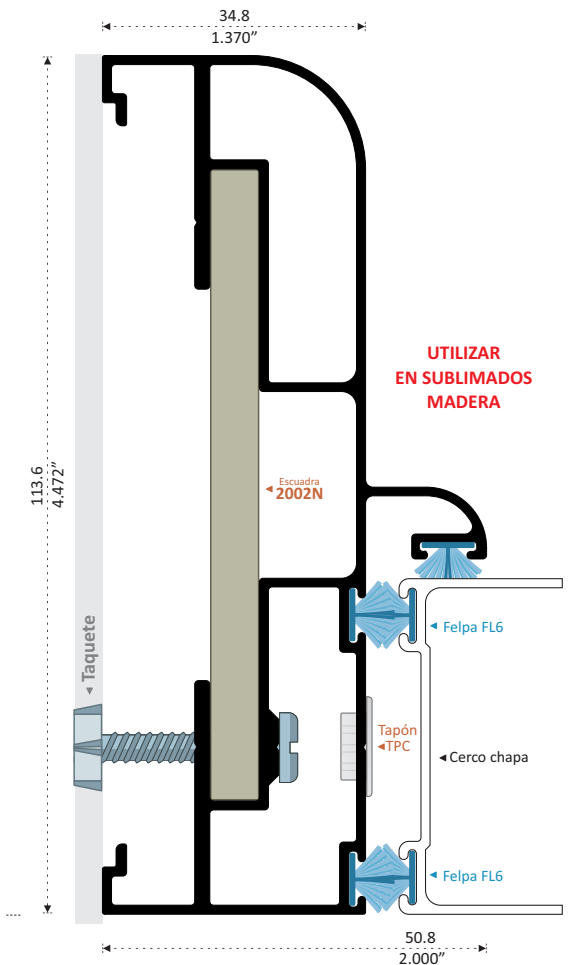 34.8
1.370”
UTILIZAR
EN SUBLIMADOS
MADERA
113.6
4.472”
Escuadra
2002N
Taquete
Felpa FL6
Tapón
TPC
Cerco chapa
Felpa FL6
50.8
2.000”